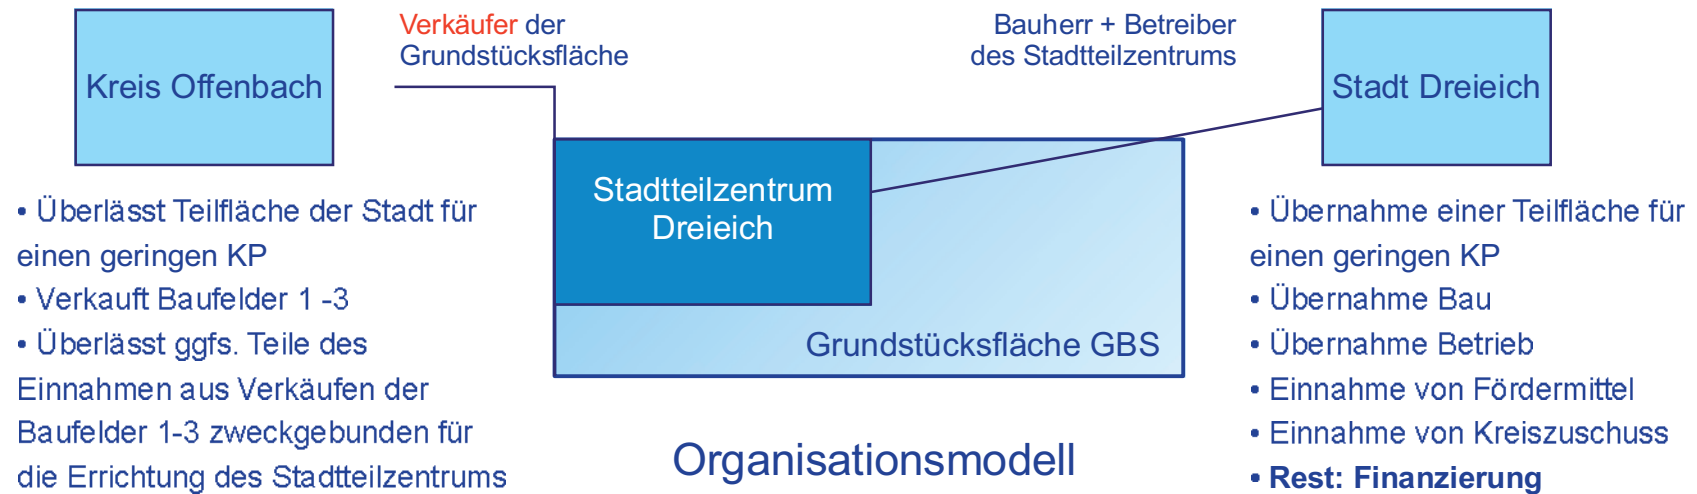 Kreis Offenbach
Verkäufer der
Grundstücksfläche
Bauherr + Betreiber
des Stadtteilzentrums
Stadt Dreieich
Stadtteilzentrum
Dreieich
Grundstücksfläche GBS
• Überlässt Teilfläche der Stadt für
einen geringen KP
• Verkauft Baufelder 1 -3
• Überlässt ggfs. Teile des
Einnahmen aus Verkäufen der
Baufelder 1-3 zweckgebunden für
die Errichtung des Stadtteilzentrums
Organisationsmodell
• Übernahme einer Teilfläche für
einen geringen KP
• Übernahme Bau
• Übernahme Betrieb
• Einnahme von Fördermittel
• Einnahme von Kreiszuschuss
• Rest: Finanzierung